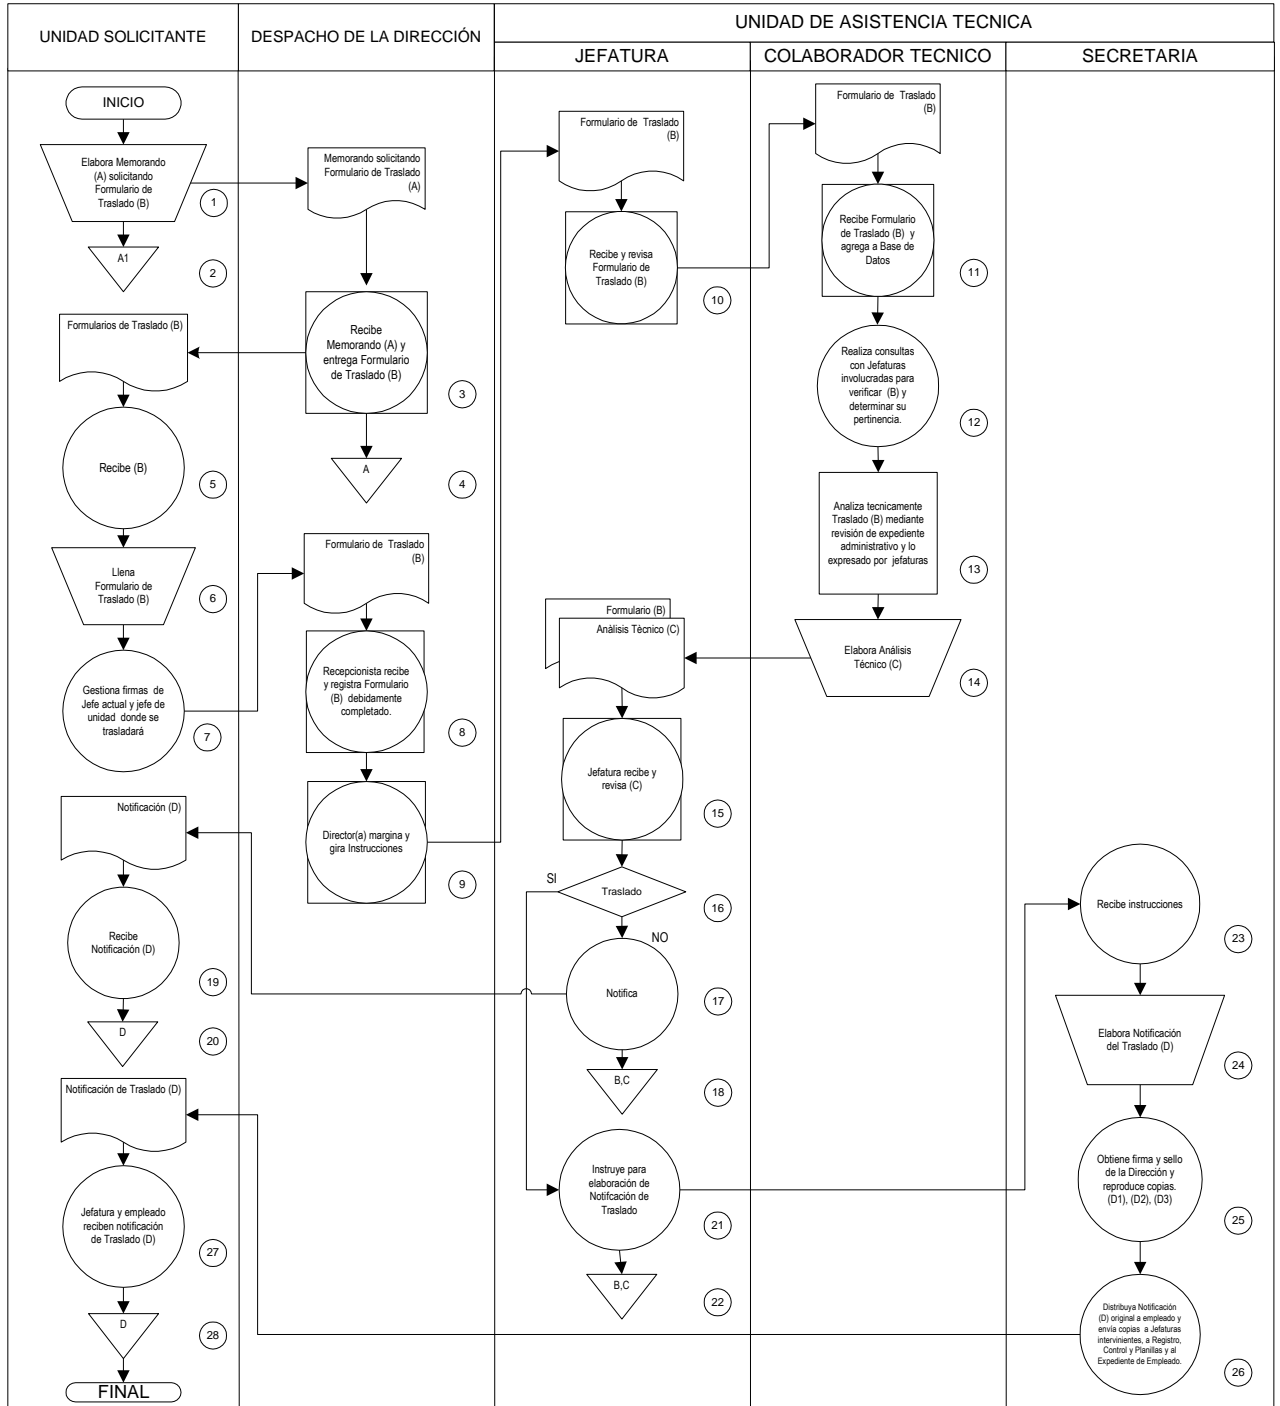 UNIDAD SOLICITANTE
DESPACHO DE LA DIRECCIÓN
UNIDAD DE ASISTENCIA TECNICA
JEFATURA
COLABORADOR TECNICO
SECRETARIA
INICIO
Elabora Memorando
(A) solicitando
Formulario de
Traslado (B)
1
A1
2
Memorando solicitando
Formulario de Traslado
(A)
Recibe
Memorando (A) y
entrega Formulario
de Traslado (B)
3
A
4
Formularios de Traslado (B)
Recibe (B)
5
Llena
Formulario de
Traslado (B)
6
Gestiona firmas de
Jefe actual y jefe de
unidad donde se
trasladará
7
Formulario de Traslado
(B)
Recepcionista recibe
y registra Formulario
(B) debidamente
completado.
8
Director(a) margina y
gira Instrucciones
9
Formulario de Traslado
(B)
Recibe y revisa
Formulario de
Traslado (B)
10
Formulario de Traslado
(B)
Recibe Formulario
de Traslado (B) y
agrega a Base de
Datos
11
Realiza consultas
con Jefaturas
involucradas para
verificar (B) y
determinar su
pertinencia.
12
Analiza tecnicamente
Traslado (B) mediante
revisión de expediente
administrativo y lo
expresado por jefaturas
13
Elabora Análisis
Técnico (C)
14
Formulario (B)
Anàlisis Tècnico (C)
Jefatura recibe y
revisa (C)
15
SI
Traslado
16
NO
Notifica
17
B,C
18
Notificación (D)
Recibe
Notificación (D)
19
D
20
Instruye para
elaboración de
Notifcación de
Traslado
21
B,C
22
Recibe instrucciones
23
Elabora Notificación
del Traslado (D)
24
Obtiene firma y sello
de la Dirección y
reproduce copias.
(D1), (D2), (D3)
25
Distribuya Notificación
(D) original a empleado y
envía copias a Jefaturas
intervinientes, a Registro,
Control y Planillas y al
Expediente de Empleado.
26
Notificación de Traslado (D)
Jefatura y empleado
reciben notificación
de Traslado (D)
27
D
28
FINAL